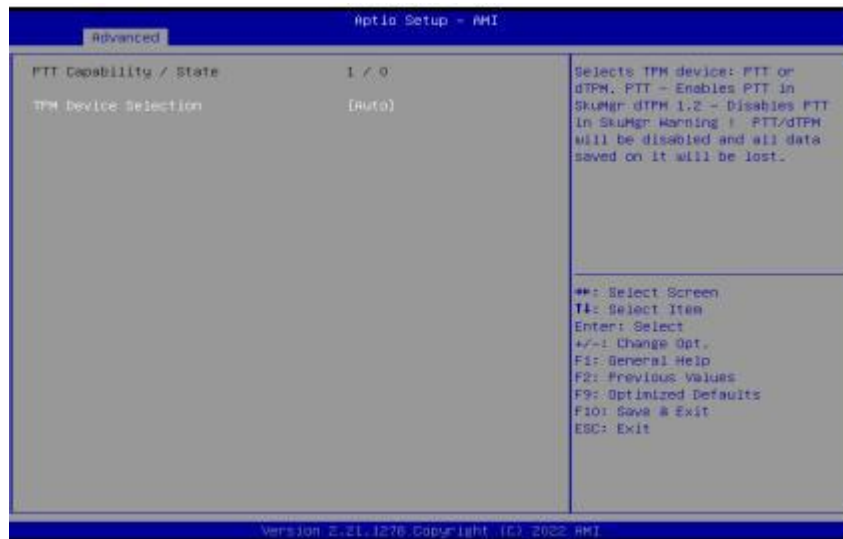 Aptio Setup - AMI
Advanced
PTT Capability / State 1 / 0
TPM Device Selection [Auto]
Selects TPM device: PTT or
dTPM. PTT - Enables PTT in
SkuMgr dTPM 1.2 - Disables PTT
in SkuMgr Warning ! PTT/dTPM
will be disabled and all data
saved on it will be lost.
→←: Select Screen
↑↓: Select Item
Enter: Select
+/-: Change Opt.
F1: General Help
F2: Previous Values
F9: Optimized Defaults
F10: Save & Exit
ESC: Exit
Version 2.21.1278 Copyright (C) 2022 AMI